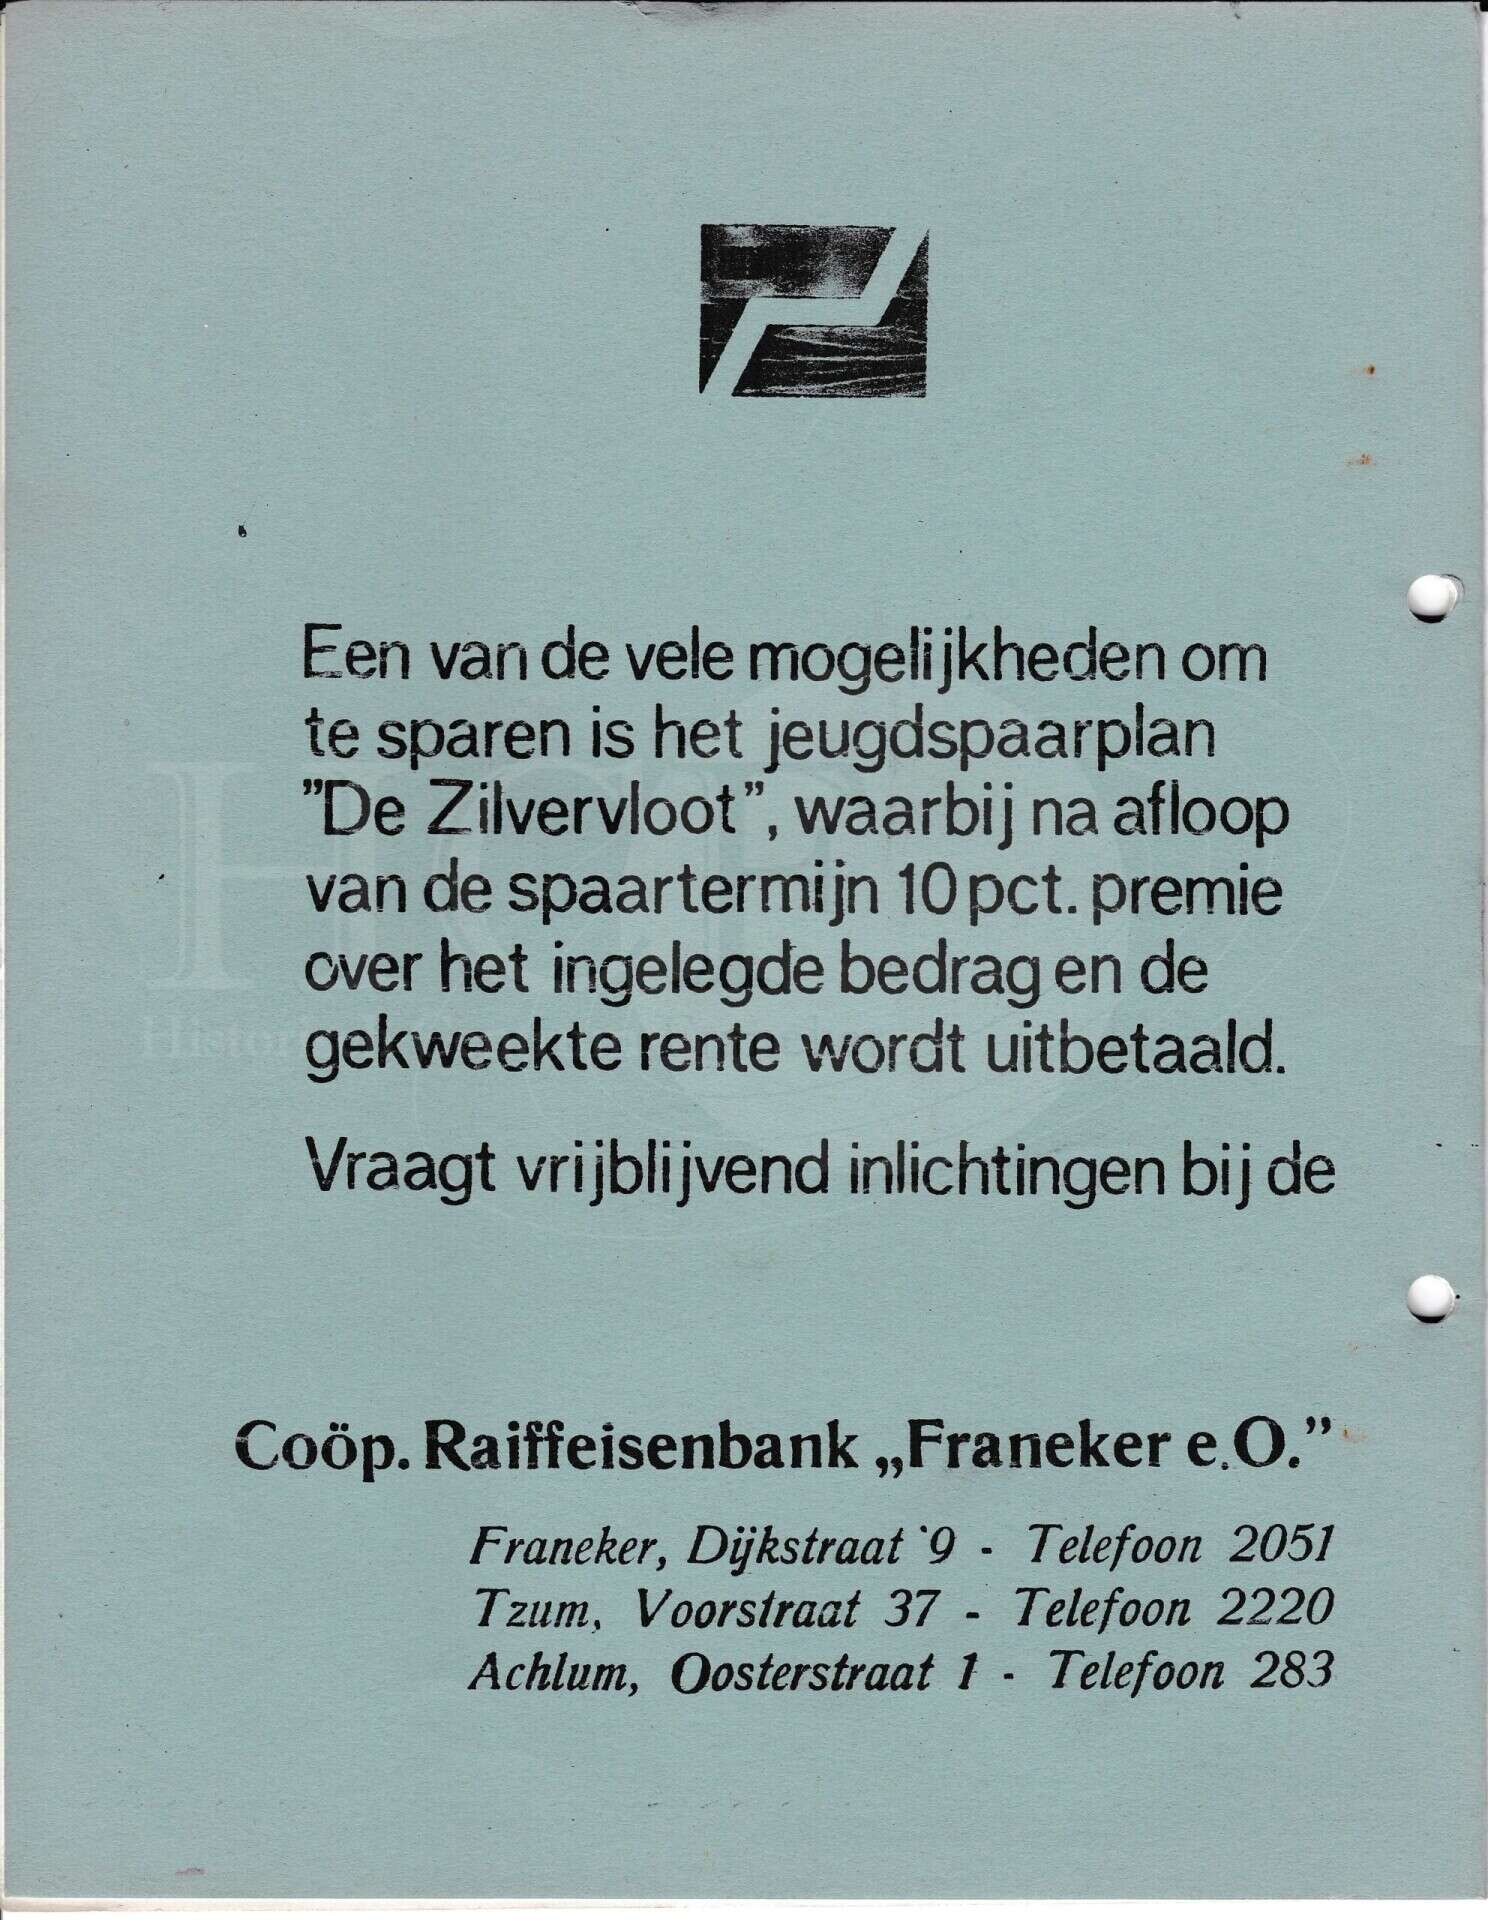 Een van de vele mogelijkheden om
te sparen is het jeugdspaarplan
"De Zilvervloot", waarbij na afloop
van de spaartermijn 10 pct. premie
over het ingelegde bedrag en de
gekweekte rente wordt uitbetaald.
Vraagt vrijblijvend inlichtingen bij de
Coöp. Raiffeisenbank „Franeker e.O.”
Franeker, Dijkstraat 9 - Telefoon 2051
Tzum, Voorstraat 37 - Telefoon 2220
Achlum, Oosterstraat 1 - Telefoon 283